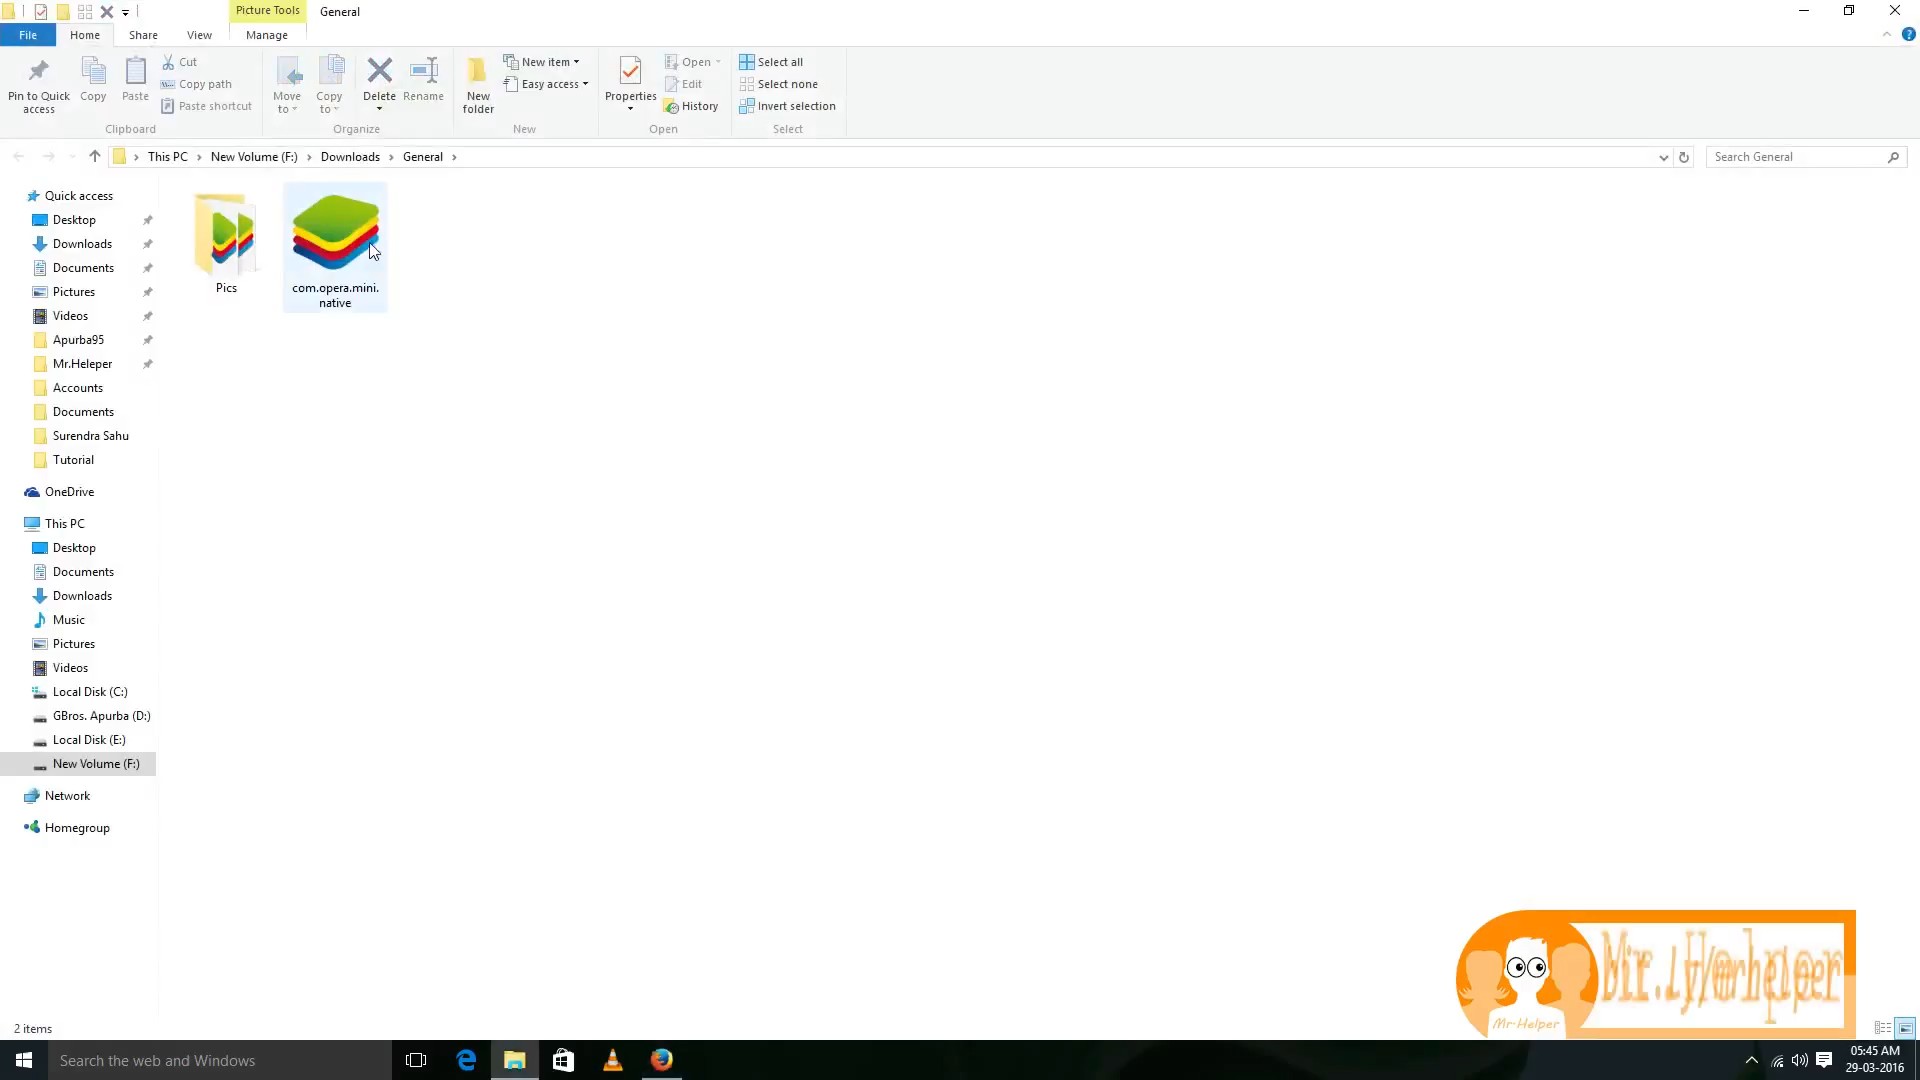 Picture Tools
General
File
Home
Share
View
Manage
Pin to Quick access
Copy
Paste
Cut
Copy path
Paste shortcut
Clipboard
Move to
Copy to
Delete
Rename
Organize
New folder
New item
Easy access
New
Properties
Open
Edit
History
Open
Select all
Select none
Invert selection
Select
This PC
New Volume (F:)
Downloads
General
Search General
Quick access
Desktop
Downloads
Documents
Pictures
Videos
Apurba95
Mr.Heleper
Accounts
Documents
Surendra Sahu
Tutorial
OneDrive
This PC
Desktop
Documents
Downloads
Music
Pictures
Videos
Local Disk (C:)
GBros. Apurba (D:)
Local Disk (E:)
New Volume (F:)
Network
Homegroup
Pics
com.opera.mini.
native
Mr-Helper
2 items
Search the web and Windows
05:45 AM
29-03-2016